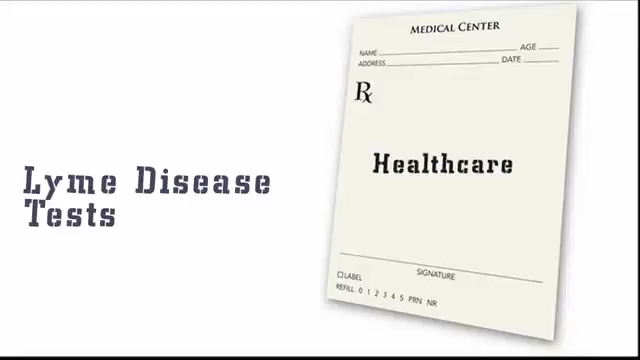 Lyme Disease
Tests
MEDICAL CENTER
NAME AGE
ADDRESS DATE
Rx
Healthcare
SIGNATURE
LABEL
REFILL 0 1 2 3 4 5 PRN NR